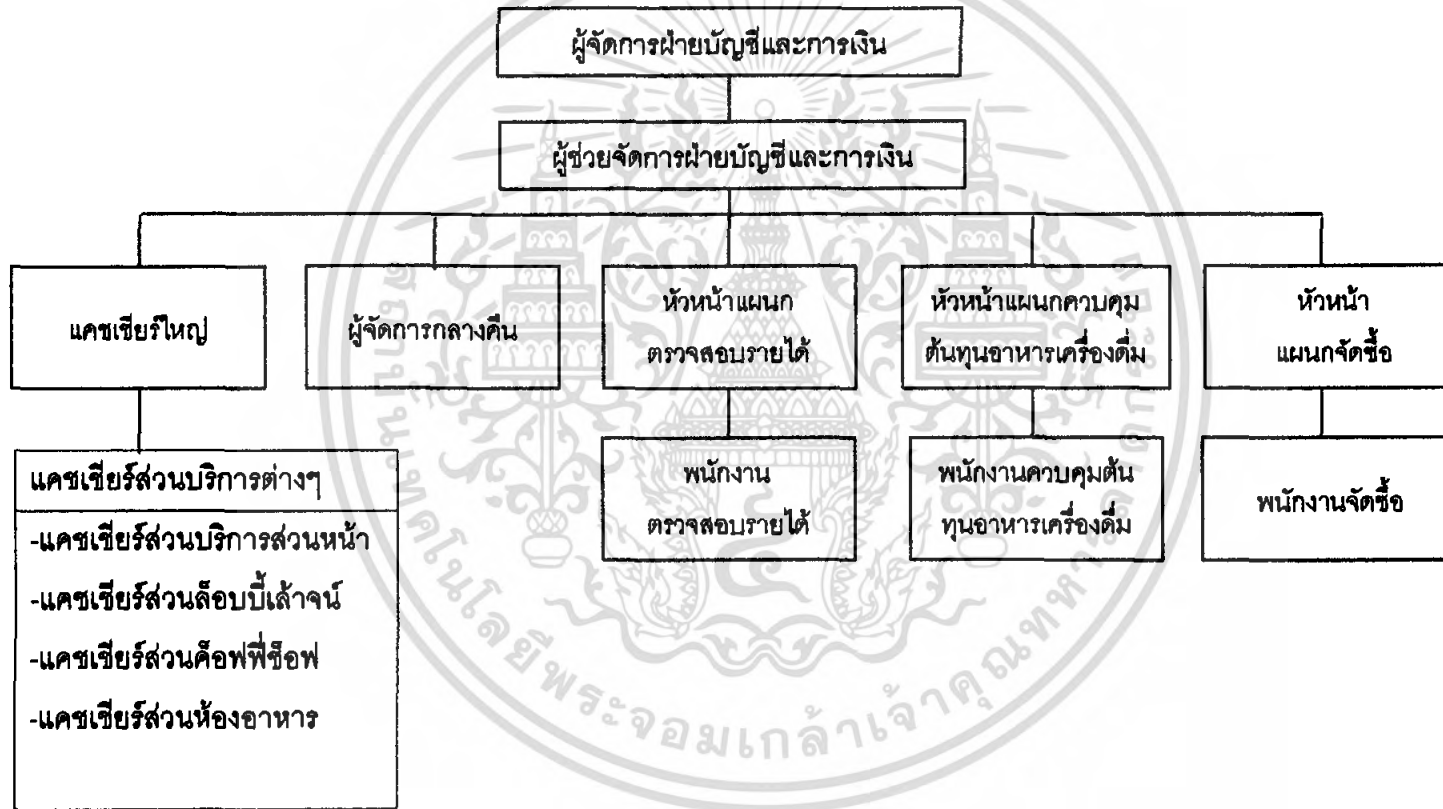 ผู้จัดการฝ่ายบัญชีและการเงิน
ผู้ช่วยจัดการฝ่ายบัญชีและการเงิน
แคชเชียร์ใหญ่
ผู้จัดการกลางคืน
หัวหน้าแผนก
ตรวจสอบรายได้
หัวหน้าแผนกควบคุม
ต้นทุนอาหารเครื่องดื่ม
หัวหน้า
แผนกจัดซื้อ
แคชเชียร์ส่วนบริการต่างๆ
-แคชเชียร์ส่วนบริการส่วนหน้า
-แคชเชียร์ส่วนล็อบบี้เล้าจน์
-แคชเชียร์ส่วนค็อฟฟี่ช็อฟ
-แคชเชียร์ส่วนห้องอาหาร
พนักงาน
ตรวจสอบรายได้
พนักงานควบคุมต้น
ทุนอาหารเครื่องดื่ม
พนักงานจัดซื้อ